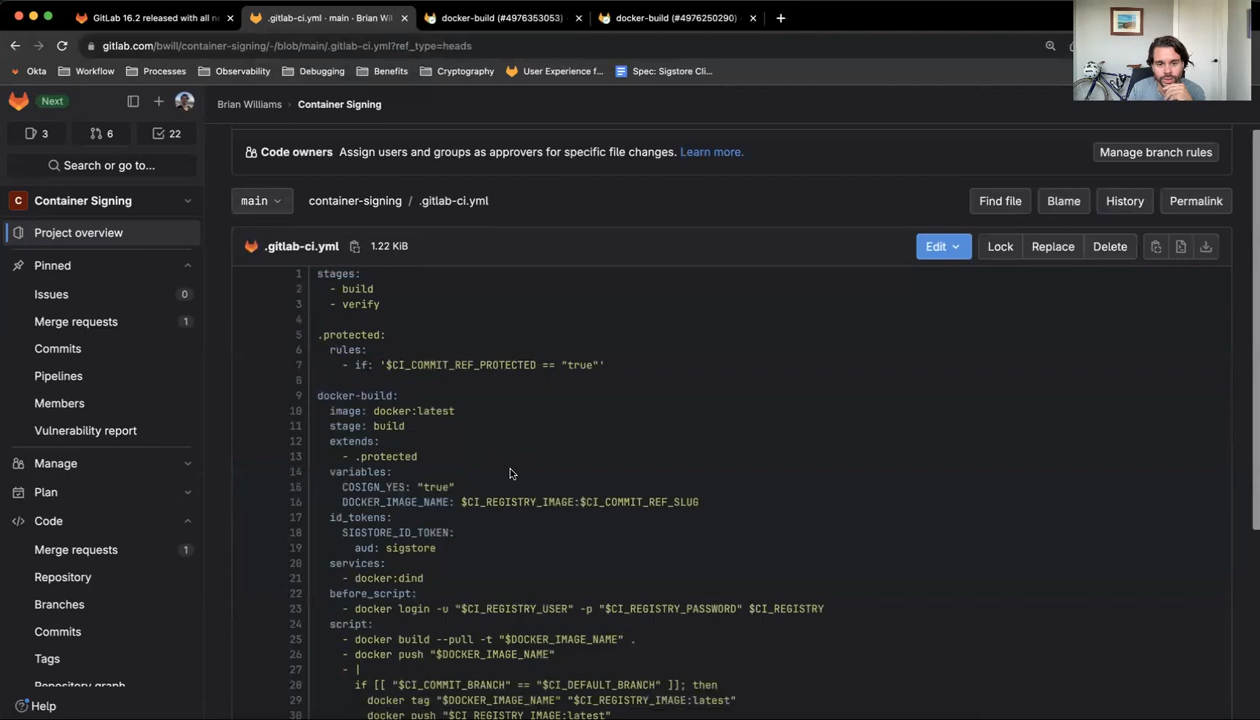 GitLab 16.2 released with all n
.gitlab-ci.yml · main · Brian Wil
docker-build (#4976353053)
docker-build (#4976250290)
gitlab.com/bwill/container-signing/-/blob/main/.gitlab-ci.yml?ref_type=heads
Okta
Workflow
Processes
Observability
Debugging
Benefits
Cryptography
User Experience f...
Spec: Sigstore Cli...
Next
3
6
22
Search or go to...
C Container Signing
Project overview
Pinned
Issues 0
Merge requests 1
Commits
Pipelines
Members
Vulnerability report
Manage
Plan
Code
Merge requests 1
Repository
Branches
Commits
Tags
Repository graph
Help
Brian Williams > Container Signing
Code owners Assign users and groups as approvers for specific file changes. Learn more.
Manage branch rules
main
container-signing / .gitlab-ci.yml
Find file
Blame
History
Permalink
.gitlab-ci.yml 1.22 KiB
Edit
Lock
Replace
Delete
1 stages:
2 - build
3 - verify
4
5 .protected:
6 rules:
7 - if: '$CI_COMMIT_REF_PROTECTED == "true"'
8
9 docker-build:
10 image: docker:latest
11 stage: build
12 extends:
13 - .protected
14 variables:
15 COSIGN_YES: "true"
16 DOCKER_IMAGE_NAME: $CI_REGISTRY_IMAGE:$CI_COMMIT_REF_SLUG
17 id_tokens:
18 SIGSTORE_ID_TOKEN:
19 aud: sigstore
20 services:
21 - docker:dind
22 before_script:
23 - docker login -u "$CI_REGISTRY_USER" -p "$CI_REGISTRY_PASSWORD" $CI_REGISTRY
24 script:
25 - docker build --pull -t "$DOCKER_IMAGE_NAME" .
26 - docker push "$DOCKER_IMAGE_NAME"
27 - |
28 if [[ "$CI_COMMIT_BRANCH" == "$CI_DEFAULT_BRANCH" ]]; then
29 docker tag "$DOCKER_IMAGE_NAME" "$CI_REGISTRY_IMAGE:latest"
30 docker push "$CI_REGISTRY_IMAGE:latest"